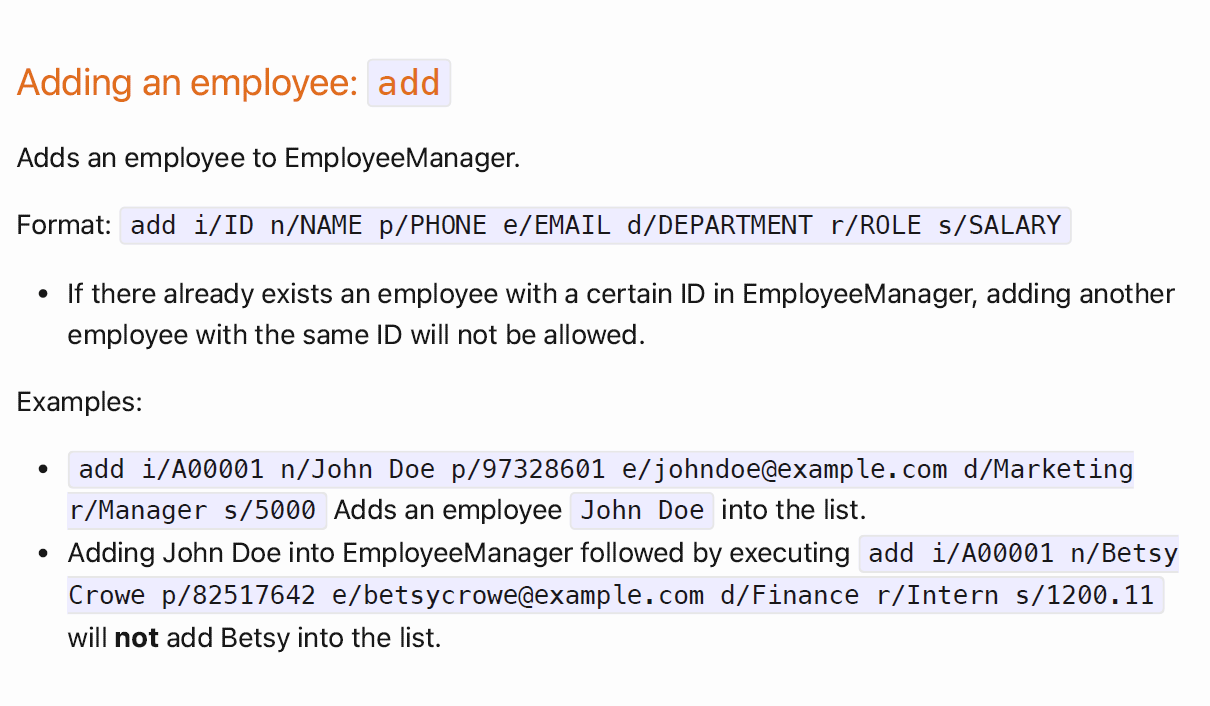 Adding an employee: add
Adds an employee to EmployeeManager.
Format: add i/ID n/NAME p/PHONE e/EMAIL d/DEPARTMENT r/ROLE s/SALARY
• If there already exists an employee with a certain ID in EmployeeManager, adding another
employee with the same ID will not be allowed.
Examples:
• add i/A00001 n/John Doe p/97328601 e/johndoe@example.com d/Marketing
r/Manager s/5000 Adds an employee John Doe into the list.
• Adding John Doe into EmployeeManager followed by executing add i/A00001 n/Betsy
Crowe p/82517642 e/betsycrowe@example.com d/Finance r/Intern s/1200.11
will not add Betsy into the list.